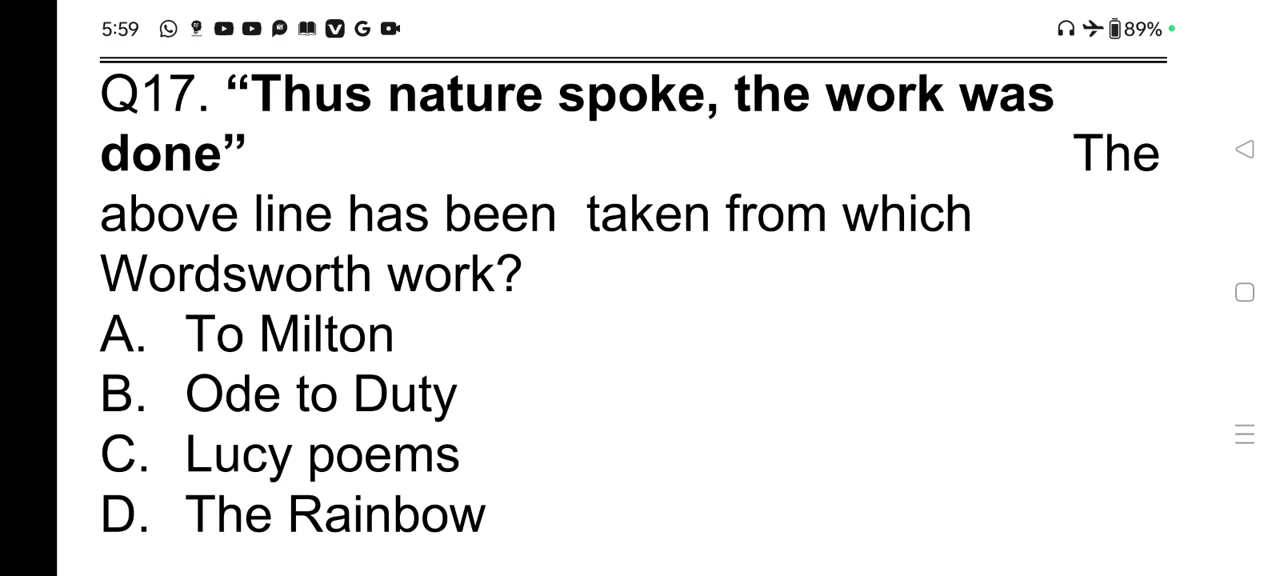 5:59 89%
Q17. “Thus nature spoke, the work was
done” The
above line has been taken from which
Wordsworth work?
A. To Milton
B. Ode to Duty
C. Lucy poems
D. The Rainbow